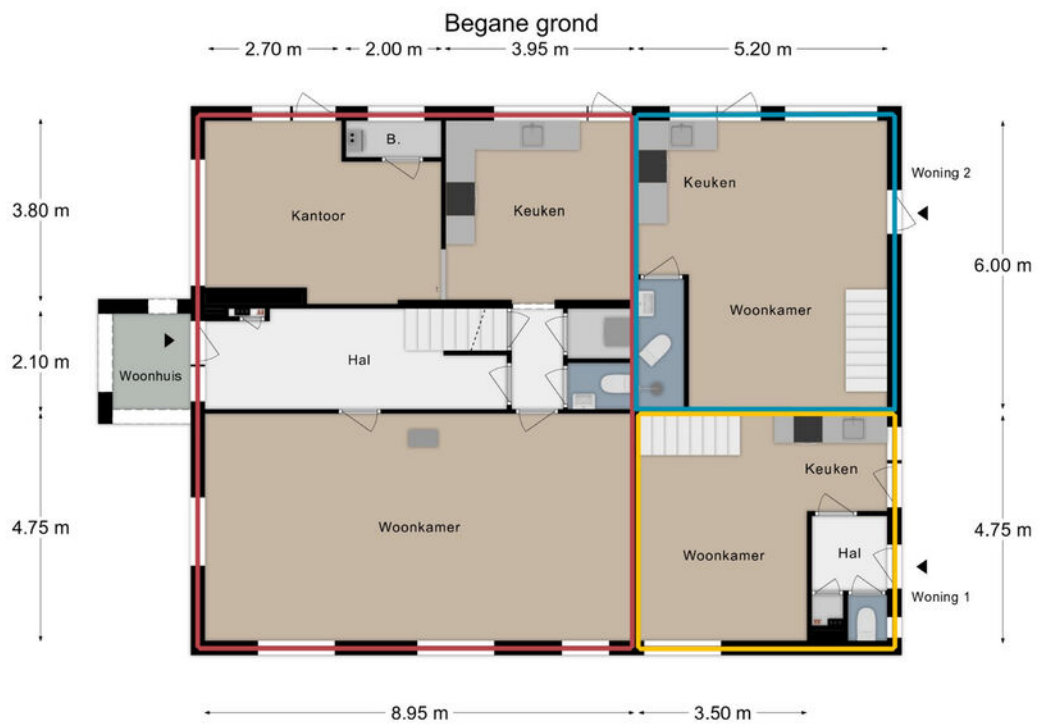 Begane grond
2.70 m
2.00 m
3.95 m
5.20 m
B.
Keuken
Woning 2
3.80 m
Kantoor
Keuken
6.00 m
Woonkamer
2.10 m
Hal
Woonhuis
Keuken
4.75 m
Woonkamer
4.75 m
Woonkamer
Hal
Woning 1
8.95 m
3.50 m